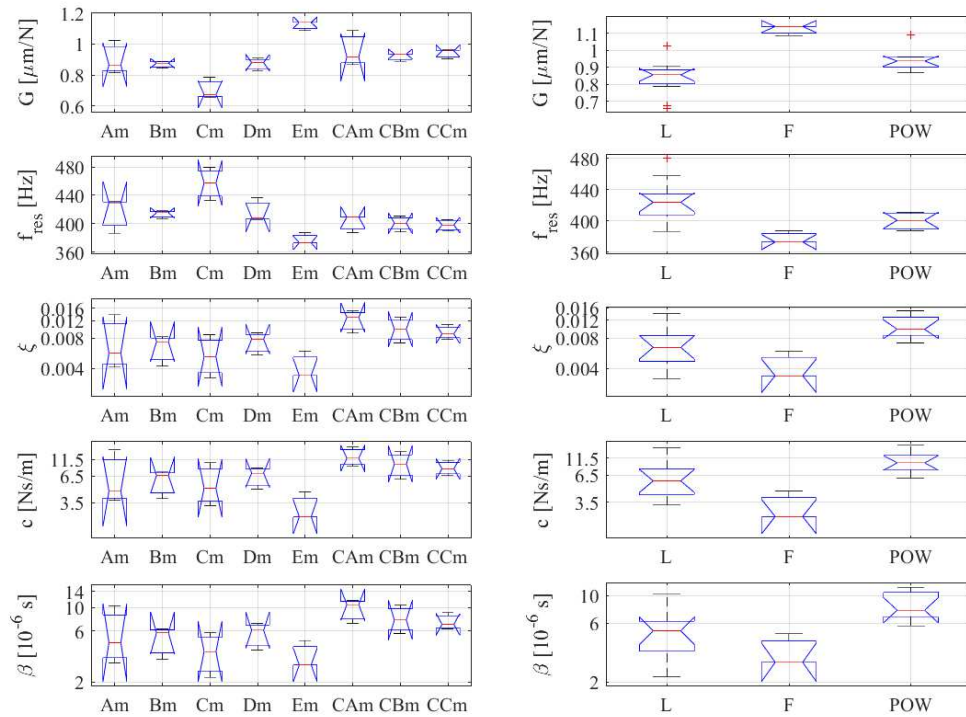 G [μm/N]
1.2
1
0.8
0.6
Am Bm Cm Dm Em CAm CBm CCm
G [μm/N]
1.1
1
0.9
0.8
0.7
L F POW
f_res [Hz]
480
440
400
360
Am Bm Cm Dm Em CAm CBm CCm
f_res [Hz]
480
440
400
360
L F POW
ξ
0.016
0.012
0.008
0.004
Am Bm Cm Dm Em CAm CBm CCm
ξ
0.016
0.012
0.008
0.004
L F POW
c [Ns/m]
11.5
6.5
3.5
Am Bm Cm Dm Em CAm CBm CCm
c [Ns/m]
11.5
6.5
3.5
L F POW
β [10⁻⁶ s]
14
10
6
2
Am Bm Cm Dm Em CAm CBm CCm
β [10⁻⁶ s]
10
6
2
L F POW